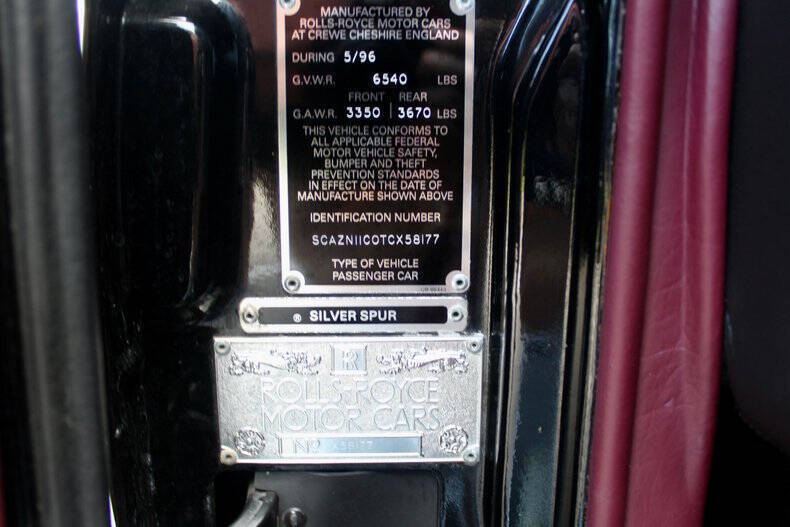 MANUFACTURED BY
ROLLS-ROYCE MOTOR CARS
AT CREWE CHESHIRE ENGLAND
DURING 5/96
G.V.W.R. 6540 LBS
FRONT REAR
G.A.W.R. 3350 3670 LBS
THIS VEHICLE CONFORMS TO
ALL APPLICABLE FEDERAL
MOTOR VEHICLE SAFETY,
BUMPER AND THEFT
PREVENTION STANDARDS
IN EFFECT ON THE DATE OF
MANUFACTURE SHOWN ABOVE
IDENTIFICATION NUMBER
SCAZN11C0TCX58177
TYPE OF VEHICLE
PASSENGER CAR
® SILVER SPUR
ROLLS-ROYCE
MOTOR CARS
No X58177